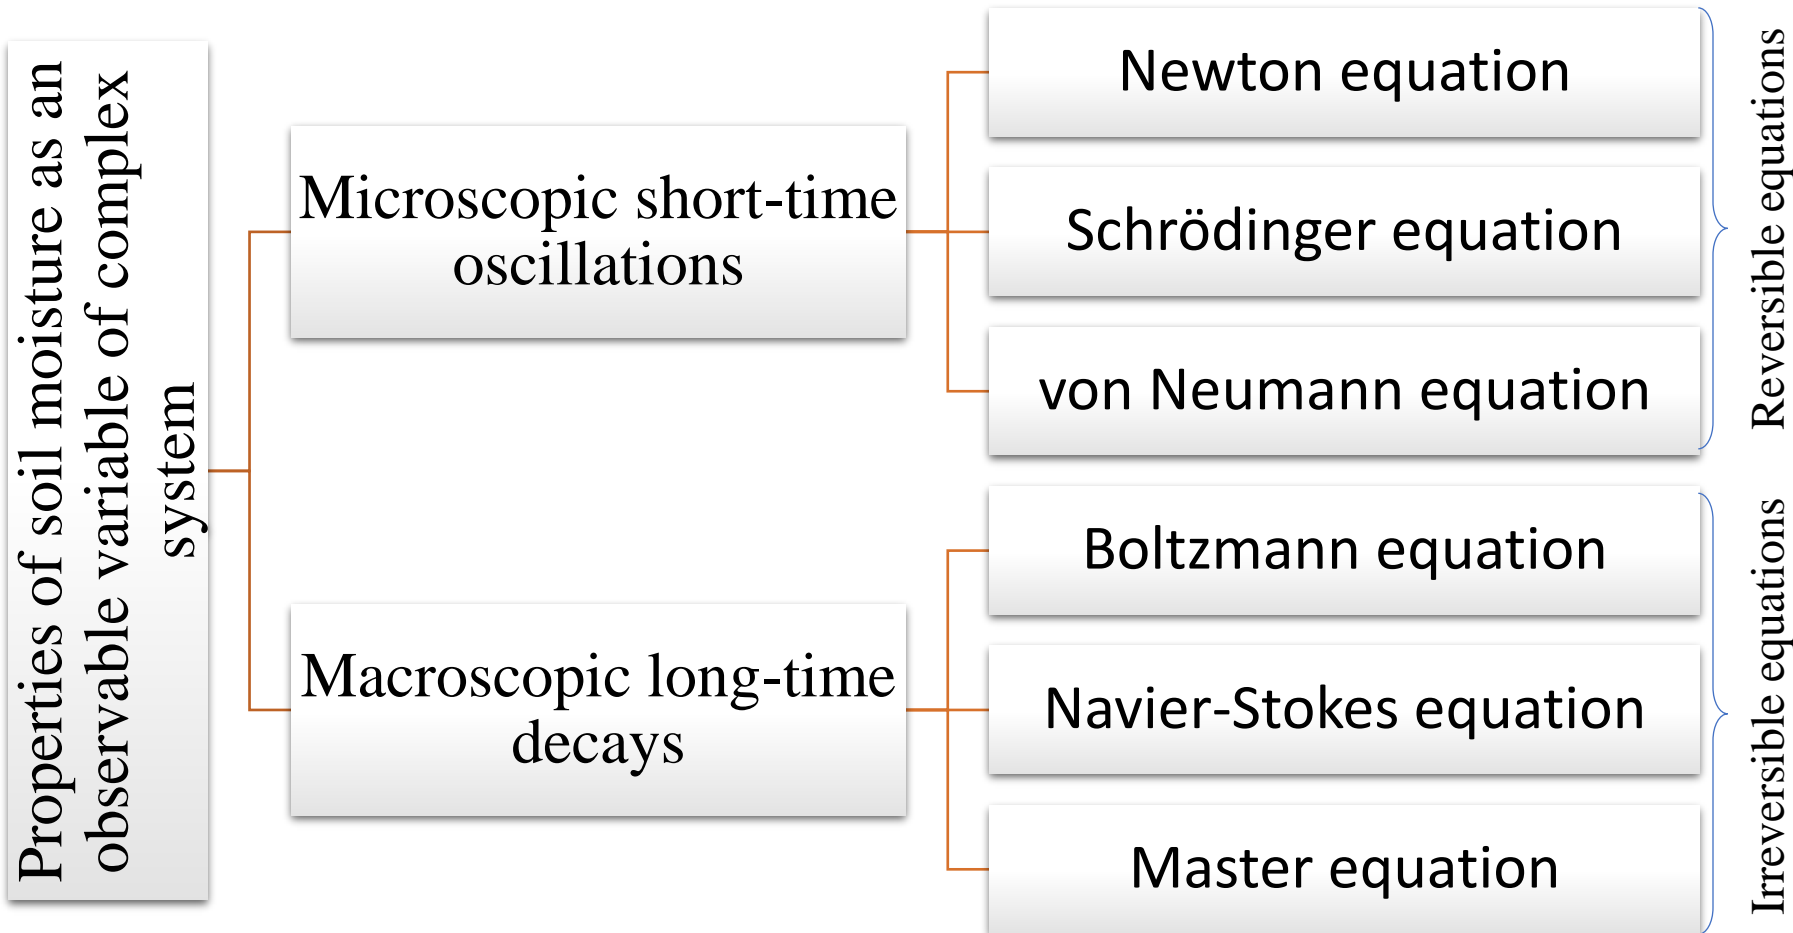 Properties of soil moisture as an
observable variable of complex
system
Microscopic short-time
oscillations
Newton equation
Schrödinger equation
von Neumann equation
Reversible equations
Macroscopic long-time
decays
Boltzmann equation
Navier-Stokes equation
Master equation
Irreversible equations